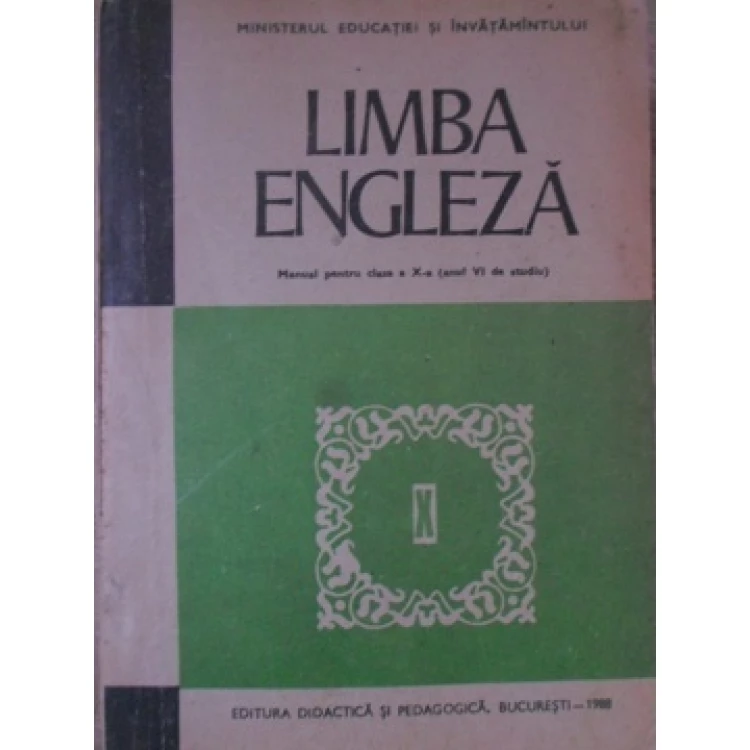 MINISTERUL EDUCAȚIEI ȘI ÎNVĂȚĂMÎNTULUI
LIMBA
ENGLEZĂ
Manual pentru clasa a X-a (anul VI de studiu)
X
EDITURA DIDACTICĂ ȘI PEDAGOGICĂ, BUCUREȘTI—1988